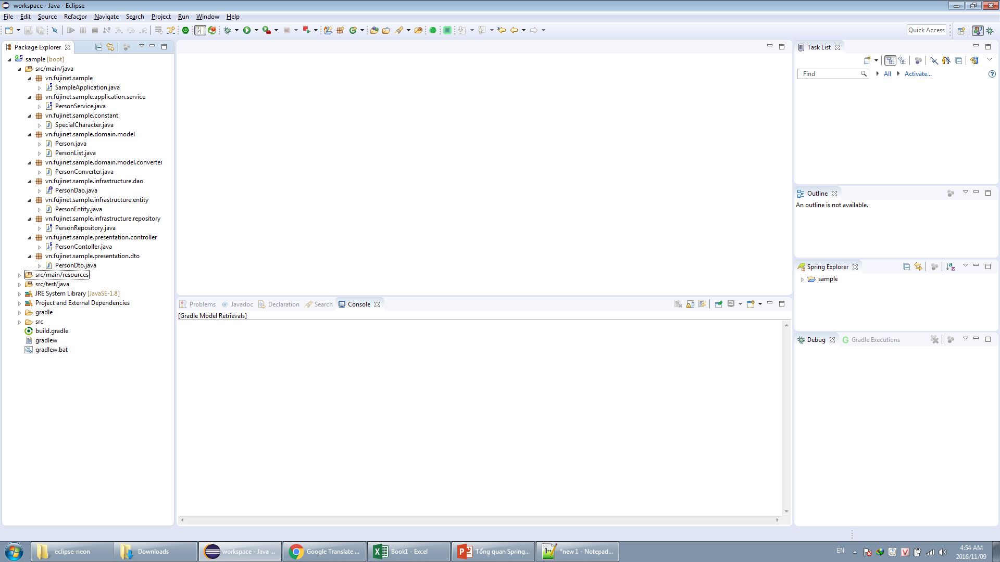 workspace - Java - Eclipse
File Edit Source Refactor Navigate Search Project Run Window Help
Quick Access
Package Explorer
sample [boot]
src/main/java
vn.fujinet.sample
SampleApplication.java
vn.fujinet.sample.application.service
PersonService.java
vn.fujinet.sample.constant
SpecialCharacter.java
vn.fujinet.sample.domain.model
Person.java
PersonList.java
vn.fujinet.sample.domain.model.converter
PersonConverter.java
vn.fujinet.sample.infrastructure.dao
PersonDao.java
vn.fujinet.sample.infrastructure.entity
PersonEntity.java
vn.fujinet.sample.infrastructure.repository
PersonRepository.java
vn.fujinet.sample.presentation.controller
PersonContoller.java
vn.fujinet.sample.presentation.dto
PersonDto.java
src/main/resources
src/test/java
JRE System Library [JavaSE-1.8]
Project and External Dependencies
gradle
src
build.gradle
gradlew
gradlew.bat
Problems @ Javadoc Declaration Search Console
[Gradle Model Retrievals]
Task List
Find All Activate...
Outline
An outline is not available.
Spring Explorer
sample
Debug Gradle Executions
eclipse-neon Downloads workspace - Java ... Google Translate ... Book1 - Excel Tổng quan Spring... *new 1 - Notepad...
EN
4:54 AM
2016/11/09